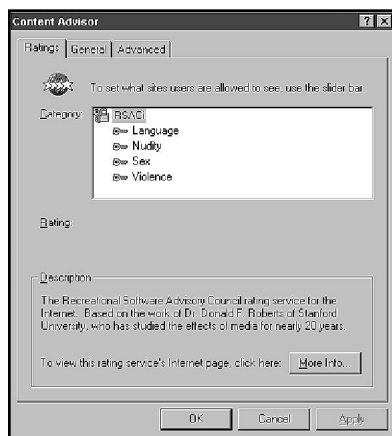 Content Advisor
Ratings General Advanced
To set what sites users are allowed to see, use the slider bar
Category:
RSACi
Language
Nudity
Sex
Violence
Rating:
Description
The Recreational Software Advisory Council rating service for the
Internet. Based on the work of Dr. Donald F. Roberts of Stanford
University, who has studied the effects of media for nearly 20 years.
To view this rating service's Internet page, click here: More Info...
OK Cancel Apply